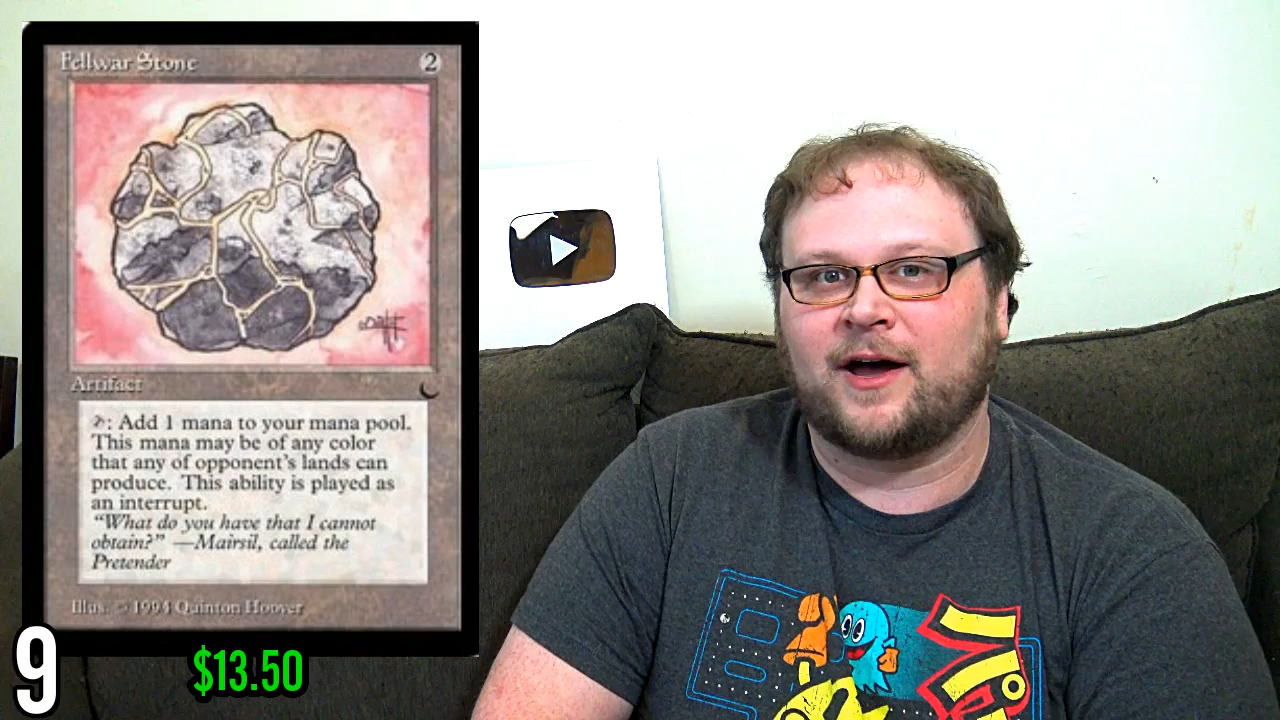 Fellwar Stone 2
Artifact
: Add 1 mana to your mana pool.
This mana may be of any color
that any of opponent's lands can
produce. This ability is played as
an interrupt.
"What do you have that I cannot
obtain?" —Mairsil, called the
Pretender
Illus. © 1994 Quinton Hoover
9
$13.50